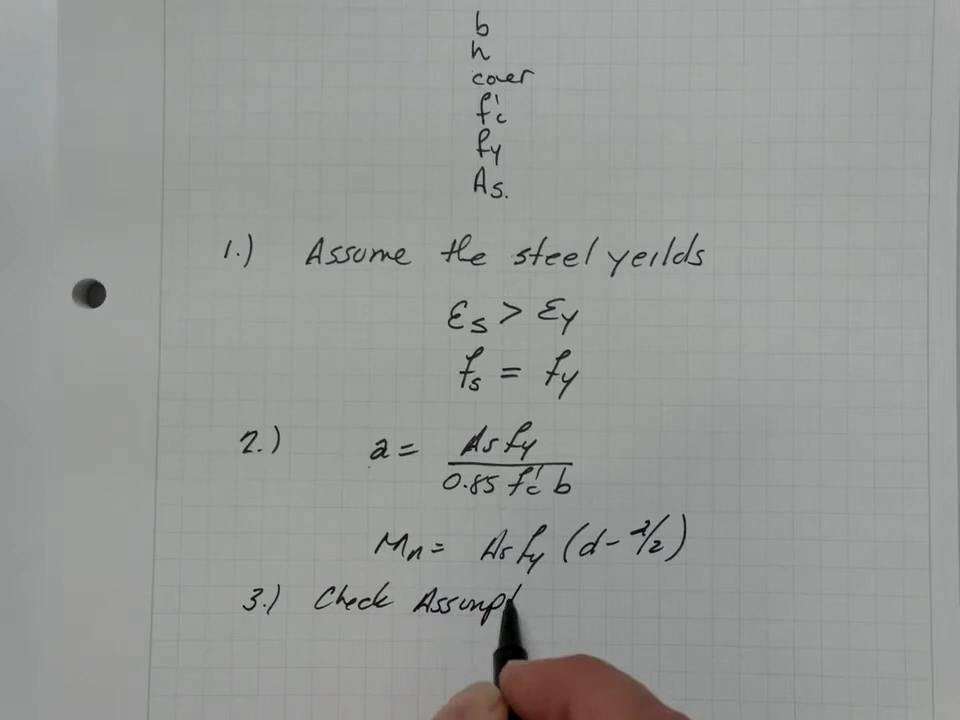 b
h
cover
f'c
fy
As.
1.) Assume the steel yeilds
εs > εy
fs = fy
2.) a = As fy / 0.85 f'c b
Mn = As fy (d - a/2)
3.) Check Assumpt